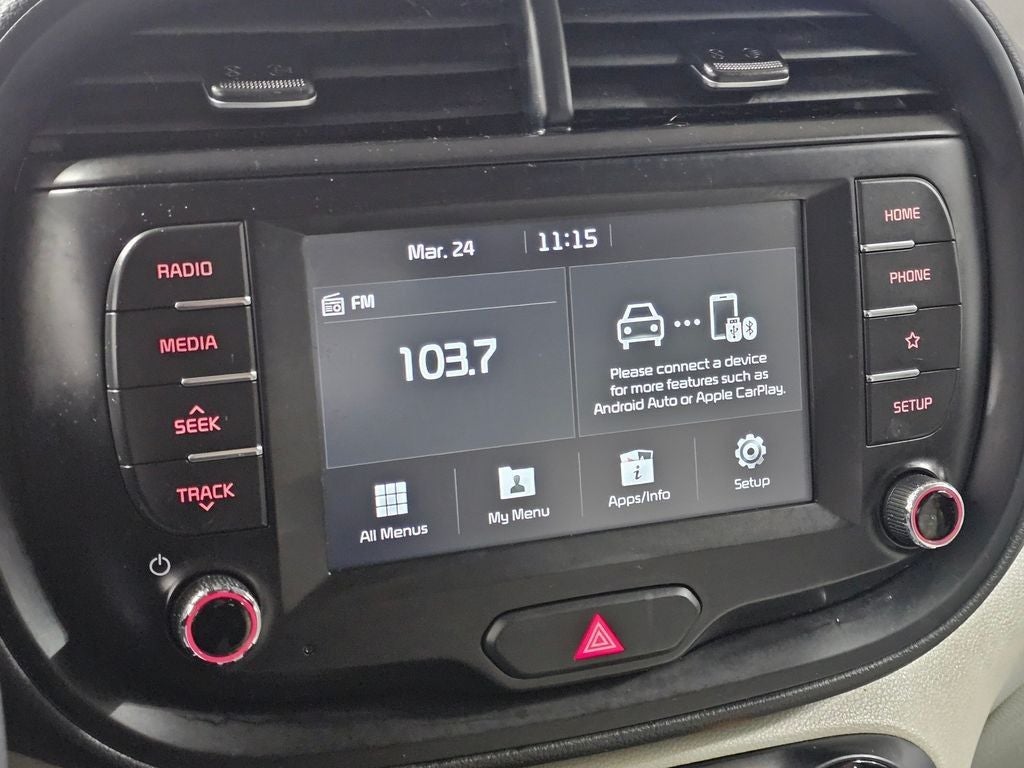 RADIO
MEDIA
SEEK
TRACK
Mar. 24
11:15
FM
103.7
Please connect a device
for more features such as
Android Auto or Apple CarPlay.
All Menus
My Menu
Apps/Info
Setup
HOME
PHONE
SETUP